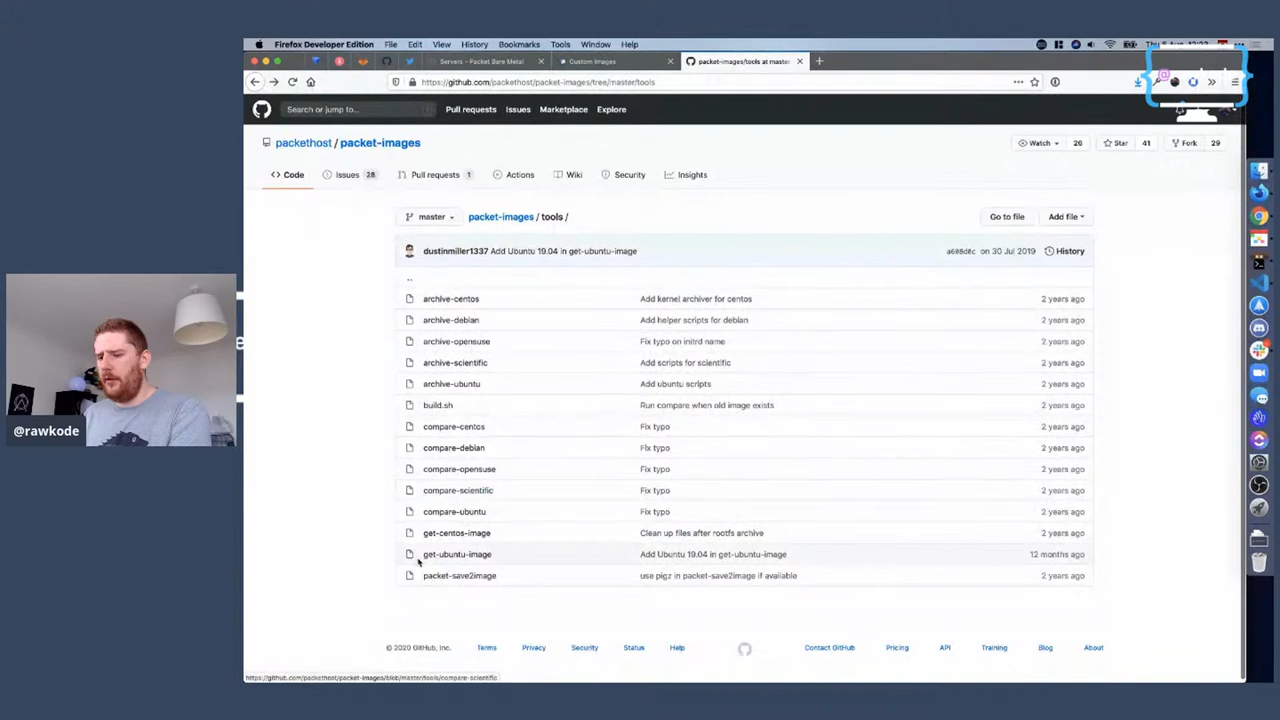 Firefox Developer Edition File Edit View History Bookmarks Tools Window Help
Servers - Packet Bare Metal × Custom Images × packet-images/tools at master × +
https://github.com/packethost/packet-images/tree/master/tools
Search or jump to... Pull requests Issues Marketplace Explore
packethost / packet-images Watch 26 Star 41 Fork 29
Code Issues 28 Pull requests 1 Actions Wiki Security Insights
master packet-images / tools / Go to file Add file
dustinmiller1337 Add Ubuntu 19.04 in get-ubuntu-image on 30 Jul 2019 History
..
archive-centos Add kernel archiver for centos 2 years ago
archive-debian Add helper scripts for debian 2 years ago
archive-opensuse Fix typo on initrd name 2 years ago
archive-scientific Add scripts for scientific 2 years ago
archive-ubuntu Add ubuntu scripts 2 years ago
build.sh Run compare when old image exists 2 years ago
compare-centos Fix typo 2 years ago
compare-debian Fix typo 2 years ago
compare-opensuse Fix typo 2 years ago
compare-scientific Fix typo 2 years ago
compare-ubuntu Fix typo 2 years ago
get-centos-image Clean up files after rootfs archive 2 years ago
get-ubuntu-image Add Ubuntu 19.04 in get-ubuntu-image 12 months ago
packet-save2image use pigz in packet-save2image if available 2 years ago
© 2020 GitHub, Inc. Terms Privacy Security Status Help Contact GitHub Pricing API Training Blog About
https://github.com/packethost/packet-images/blob/master/tools/compare-scientific
@rawkode